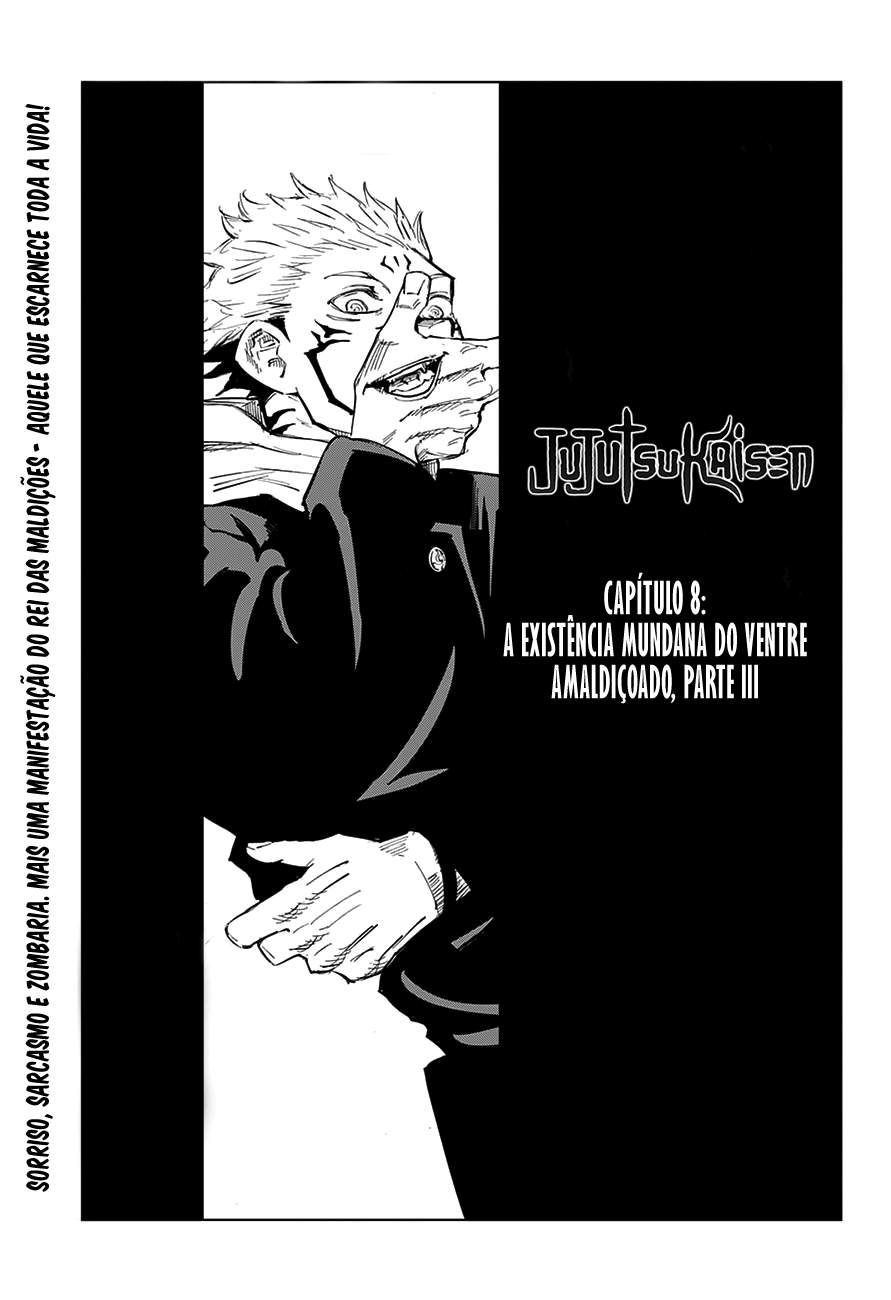 SORRISO, SARCASMO E ZOMBARIA. MAIS UMA MANIFESTAÇÃO DO REI DAS MALDIÇÕES - AQUELE QUE ESCARNECE TODA A VIDA!
JUJUTSU KAISEN
CAPÍTULO 8:
A EXISTÊNCIA MUNDANA DO VENTRE
AMALDIÇOADO, PARTE III